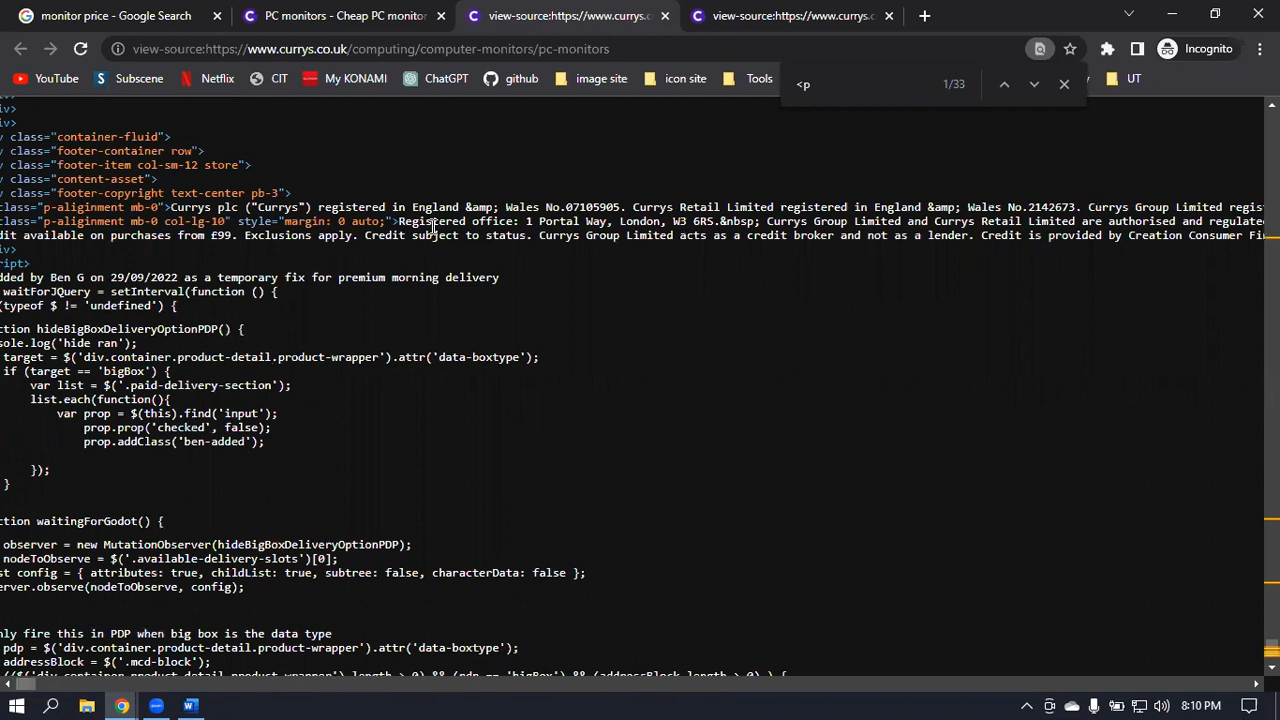 monitor price - Google Search
PC monitors - Cheap PC monitor
view-source:https://www.currys.c
view-source:https://www.currys.co
view-source:https://www.currys.co.uk/computing/computer-monitors/pc-monitors
Incognito
YouTube
Subscene
Netflix
CIT
My KONAMI
ChatGPT
github
image site
icon site
Tools
UT
<p
1/33
iv>
iv>
v class="container-fluid">
v class="footer-container row">
v class="footer-item col-sm-12 store">
v class="content-asset">
v class="footer-copyright text-center pb-3">
class="p-aliginment mb-0">Currys plc ("Currys") registered in England &amp; Wales No.07105905. Currys Retail Limited registered in England &amp; Wales No.2142673. Currys Group Limited regist
class="p-aliginment mb-0 col-lg-10" style="margin: 0 auto;">Registered office: 1 Portal Way, London, W3 6RS.&nbsp; Currys Group Limited and Currys Retail Limited are authorised and regulate
dit available on purchases from £99. Exclusions apply. Credit subject to status. Currys Group Limited acts as a credit broker and not as a lender. Credit is provided by Creation Consumer Fin
iv>
ript>
dded by Ben G on 29/09/2022 as a temporary fix for premium morning delivery
waitForJQuery = setInterval(function () {
(typeof $ != 'undefined') {
ction hideBigBoxDeliveryOptionPDP() {
sole.log('hide ran');
target = $('div.container.product-detail.product-wrapper').attr('data-boxtype');
if (target == 'bigBox') {
var list = $('.paid-delivery-section');
list.each(function(){
var prop = $(this).find('input');
prop.prop('checked', false);
prop.addClass('ben-added');
});
}
ction waitingForGodot() {
observer = new MutationObserver(hideBigBoxDeliveryOptionPDP);
nodeToObserve = $('.available-delivery-slots')[0];
st config = { attributes: true, childList: true, subtree: false, characterData: false };
erver.observe(nodeToObserve, config);
nly fire this in PDP when big box is the data type
pdp = $('div.container.product-detail.product-wrapper').attr('data-boxtype');
addressBlock = $('.mcd-block');
8:10 PM